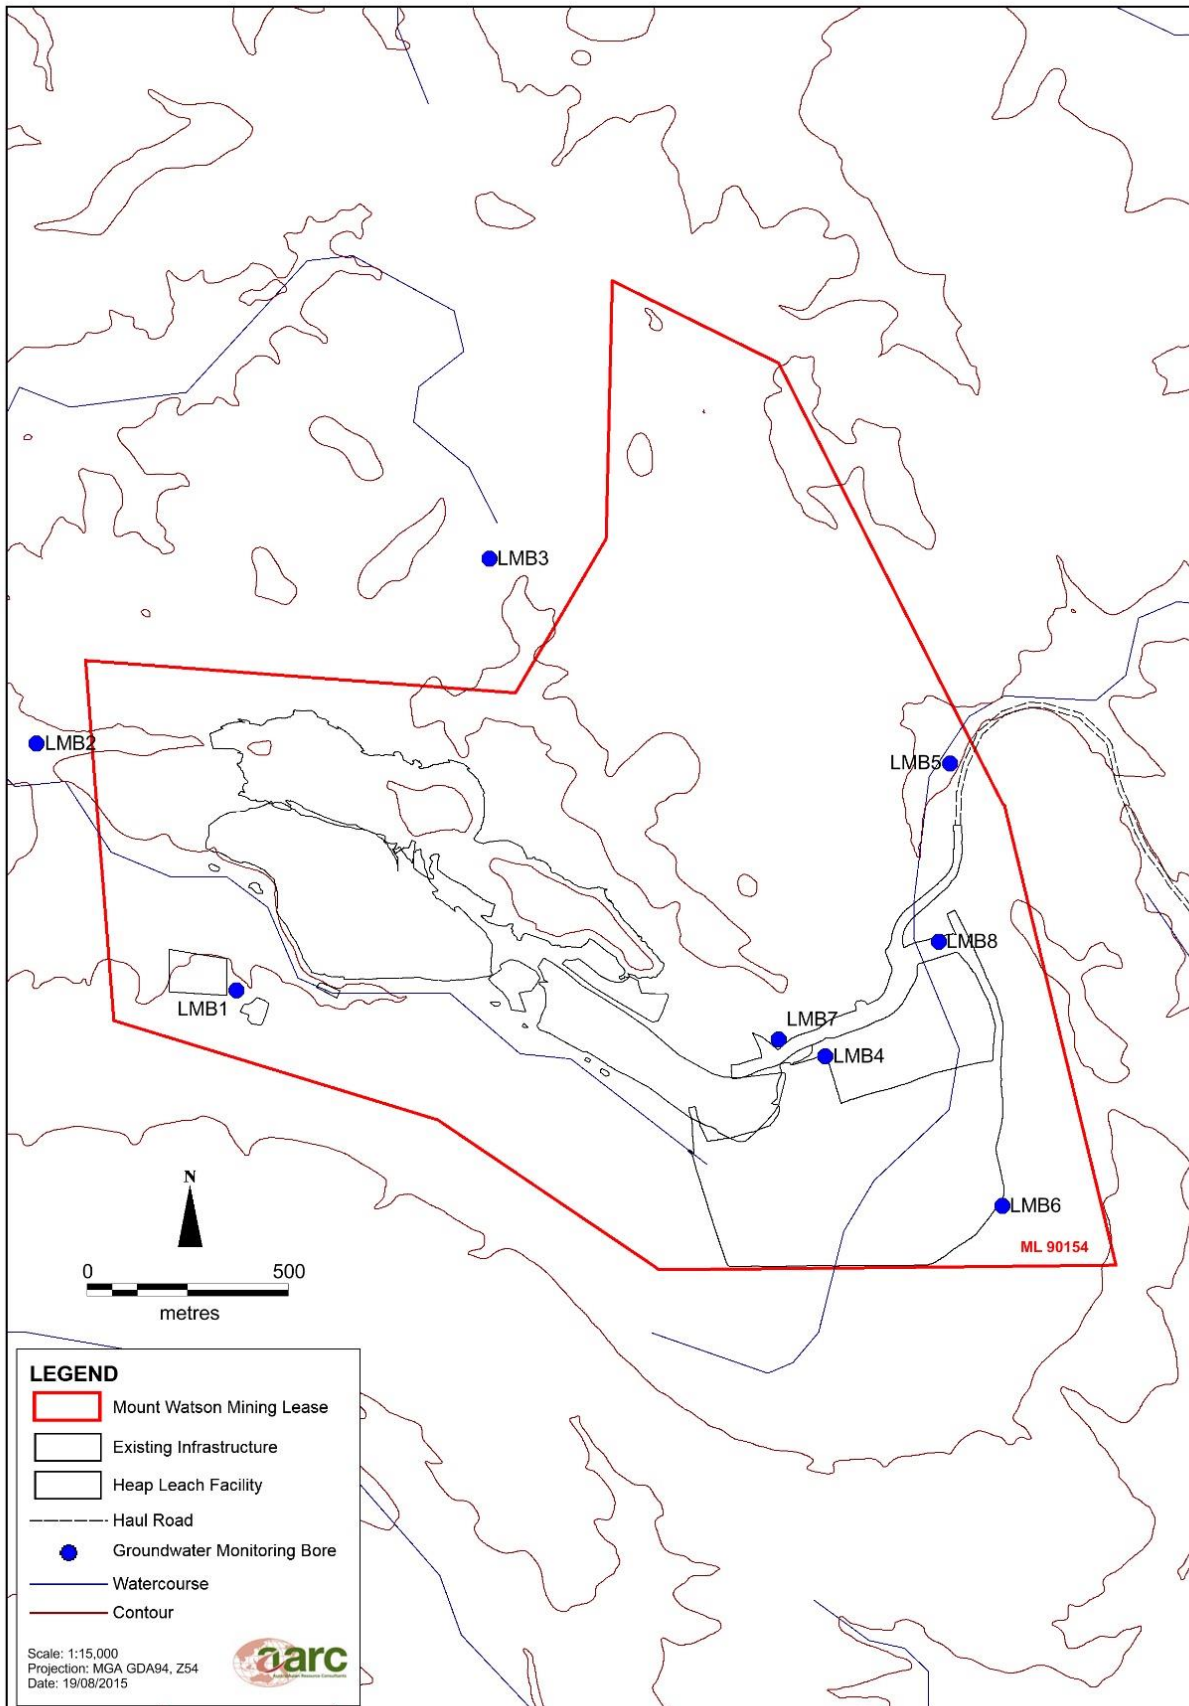 LMB3
LMB2
LMB5
LMB8
LMB1
LMB7
LMB4
LMB6
ML 90154
N
0 500
metres
LEGEND
Mount Watson Mining Lease
Existing Infrastructure
Heap Leach Facility
Haul Road
Groundwater Monitoring Bore
Watercourse
Contour
Scale: 1:15,000
Projection: MGA GDA94, Z54
Date: 19/08/2015
aarc